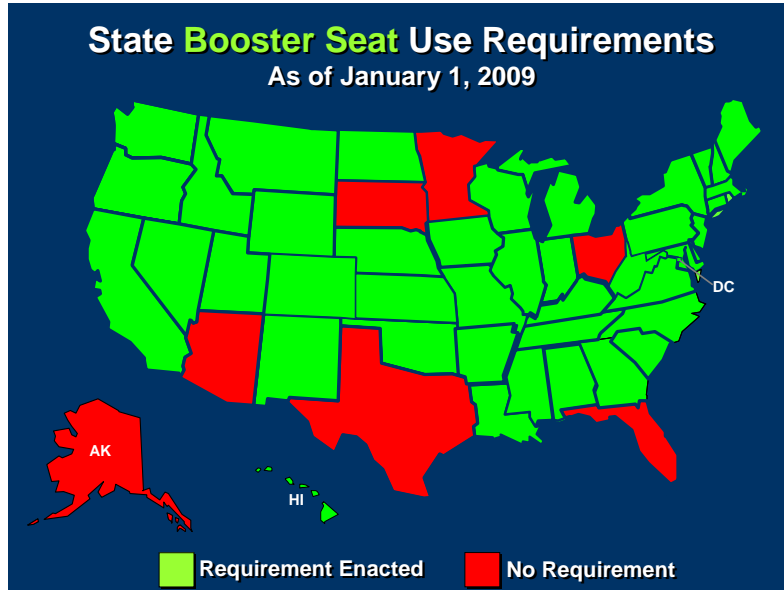 State Booster Seat Use Requirements
As of January 1, 2009
DC
AK
HI
Requirement Enacted
No Requirement